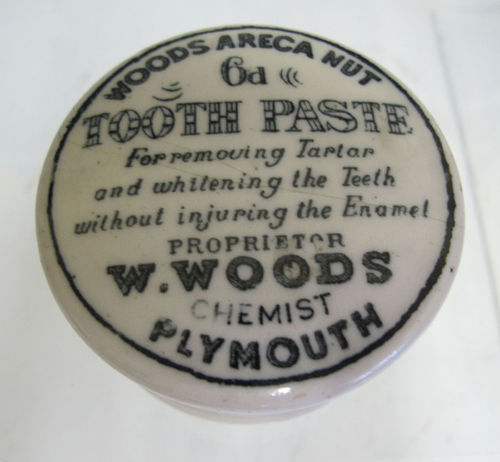 WOODS ARECA NUT
6d
TOOTH PASTE
For removing Tartar
and whitening the Teeth
without injuring the Enamel
PROPRIETOR
W. WOODS
CHEMIST
PLYMOUTH